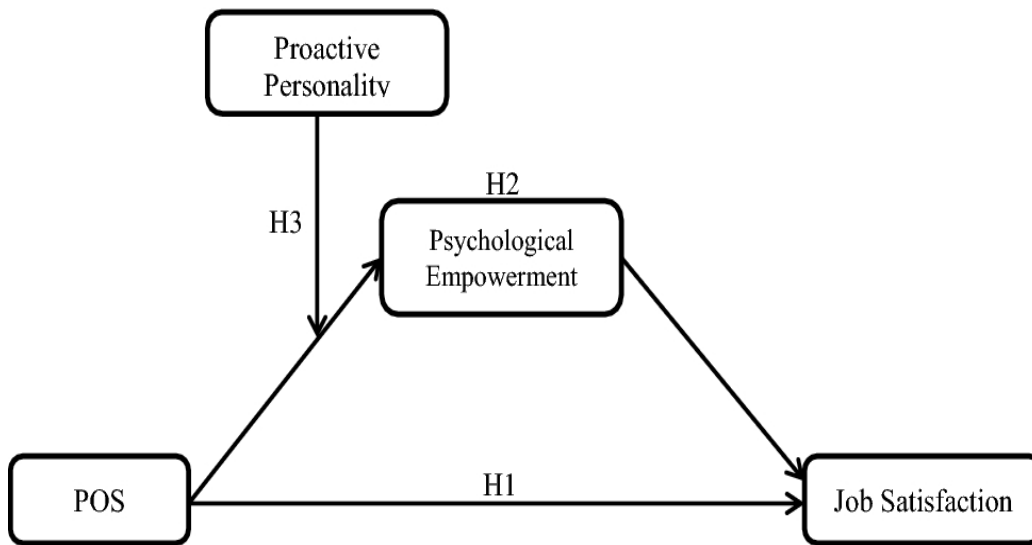 Proactive
Personality
H2
H3
Psychological
Empowerment
H1
POS
Job Satisfaction